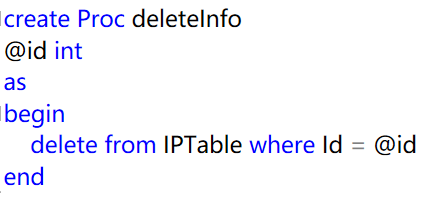 create Proc deleteInfo
@id int
as
begin
delete from IPTable where Id = @id
end